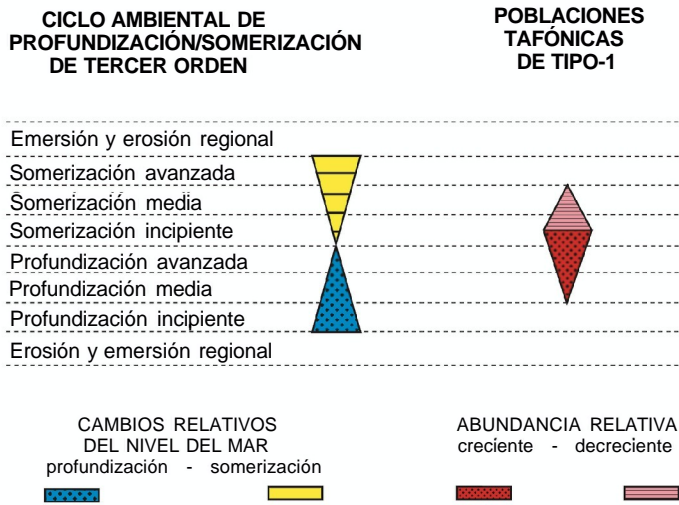 CICLO AMBIENTAL DE
PROFUNDIZACIÓN/SOMERIZACIÓN
DE TERCER ORDEN
POBLACIONES
TAFÓNICAS
DE TIPO-1
Emersión y erosión regional
Somerización avanzada
Somerización media
Somerización incipiente
Profundización avanzada
Profundización media
Profundización incipiente
Erosión y emersión regional
CAMBIOS RELATIVOS
DEL NIVEL DEL MAR
profundización - somerización
ABUNDANCIA RELATIVA
creciente - decreciente